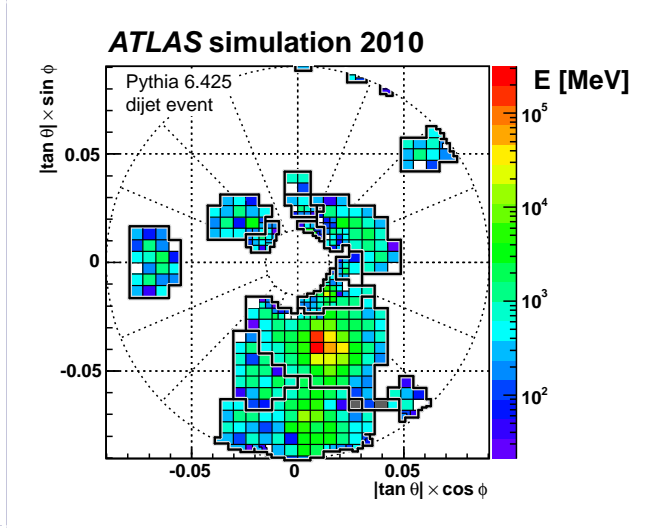 ATLAS simulation 2010
Pythia 6.425
dijet event
E [MeV]
|tan θ| × sin ϕ
0.05
0
-0.05
10⁵
10⁴
10³
10²
-0.05
0
0.05
|tan θ| × cos ϕ